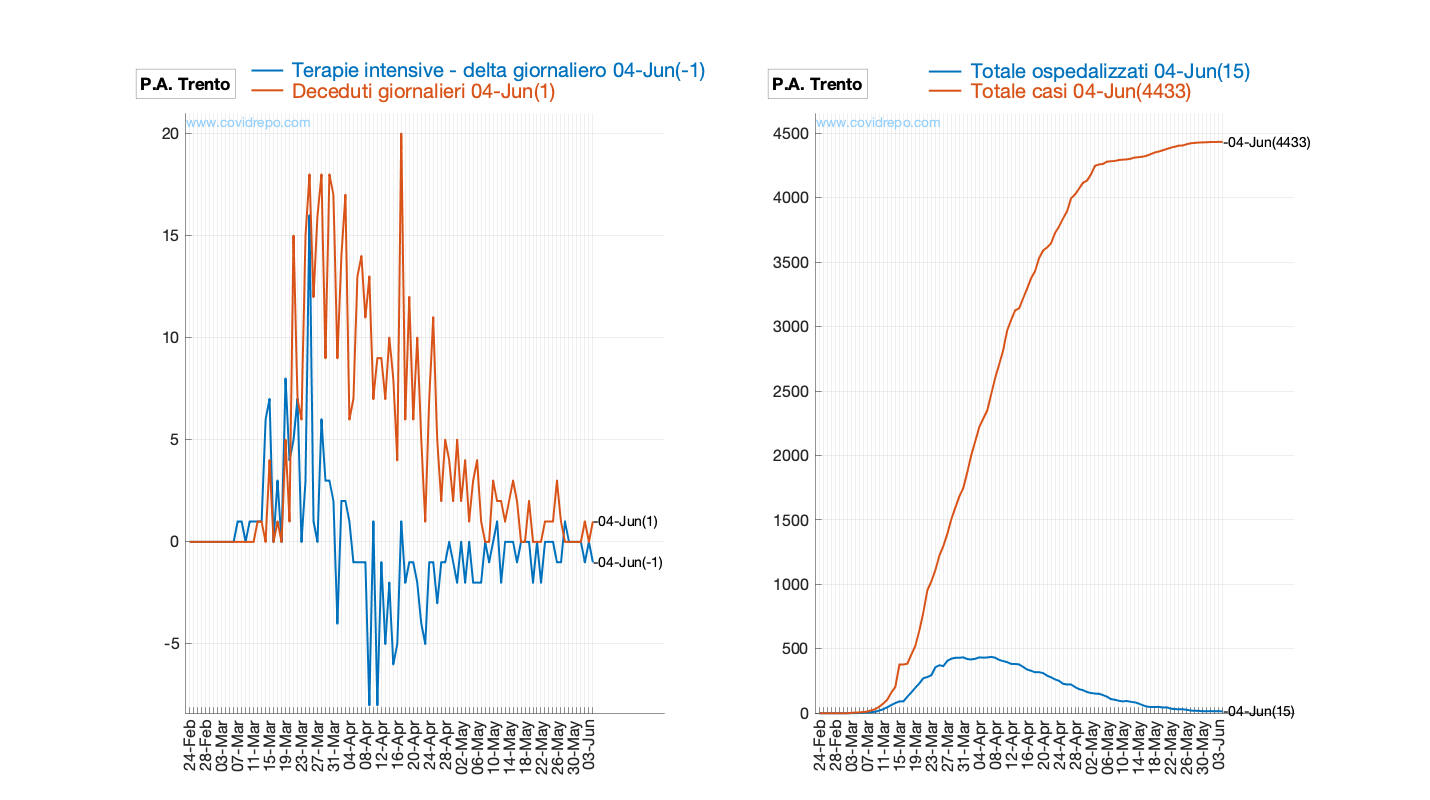 P.A. Trento
Terapie intensive - delta giornaliero 04-Jun(-1)
Deceduti giornalieri 04-Jun(1)
www.covidrepo.com
20
15
10
5
0
-5
-04-Jun(1)
-04-Jun(-1)
24-Feb
28-Feb
03-Mar
07-Mar
11-Mar
15-Mar
19-Mar
23-Mar
27-Mar
31-Mar
04-Apr
08-Apr
12-Apr
16-Apr
20-Apr
24-Apr
28-Apr
02-May
06-May
10-May
14-May
18-May
22-May
26-May
30-May
03-Jun
P.A. Trento
Totale ospedalizzati 04-Jun(15)
Totale casi 04-Jun(4433)
www.covidrepo.com
4500
4000
3500
3000
2500
2000
1500
1000
500
0
-04-Jun(4433)
-04-Jun(15)
24-Feb
28-Feb
03-Mar
07-Mar
11-Mar
15-Mar
19-Mar
23-Mar
27-Mar
31-Mar
04-Apr
08-Apr
12-Apr
16-Apr
20-Apr
24-Apr
28-Apr
02-May
06-May
10-May
14-May
18-May
22-May
26-May
30-May
03-Jun